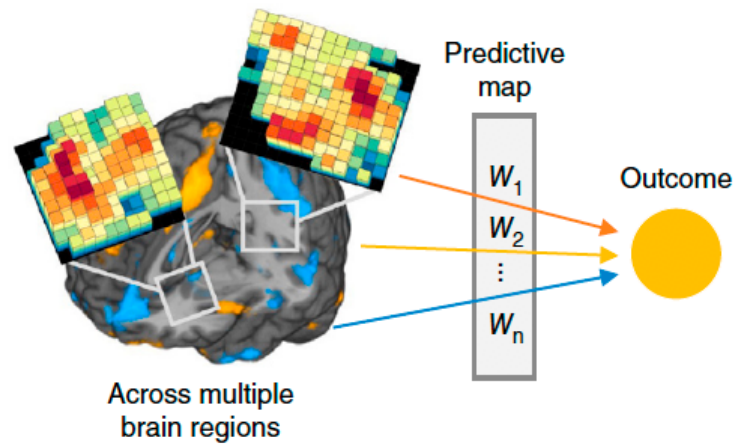 Predictive
map
W1
W2
⋮
Wn
Outcome
Across multiple
brain regions